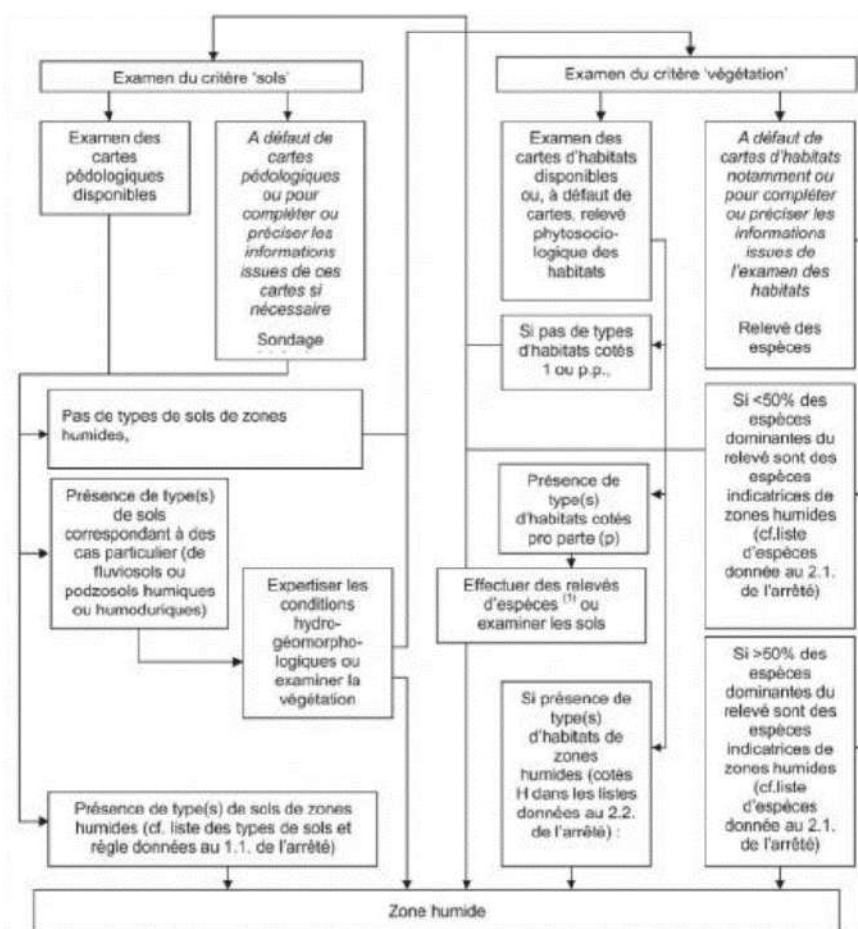 Examen du critère 'sols'
Examen des
cartes
pédologiques
disponibles
A défaut de
cartes
pédologiques
ou pour
compléter ou
préciser les
informations
issues de ces
cartes si
nécessaire
Sondage
Pas de types de sols de zones
humides,
Présence de type(s)
de sols
correspondant à des
cas particulier (de
fluviosols ou
podzosols humiques
ou humoduriques)
Expertiser les
conditions
hydro-
géomorpho-
logiques ou
examiner la
végétation
Présence de type(s) de sols de zones
humides (cf. liste des types de sols et
règle données au 1.1. de l'arrêté)
Examen du critère 'végétation'
Examen des
cartes d'habitats
disponibles
ou, à défaut de
cartes, relevé
phytosocio-
logique des
habitats
A défaut de
cartes d'habitats
notamment ou
pour compléter
ou préciser les
informations
issues de
l'examen des
habitats
Relevé des
espèces
Si pas de types
d'habitats cotés
1 ou p.p.,
Présence de
type(s)
d'habitats cotés
pro parte (p)
Effectuer des relevés
d'espèces (1) ou
examiner les sols
Si présence de
type(s)
d'habitats de
zones
humides (cotés
H dans les listes
données au 2.2.
de l'arrêté) :
Si <50% des
espèces
dominantes du
relevé sont des
espèces
indicatrices de
zones humides
(cf.liste
d'espèces
donnée au 2.1.
de l'arrêté)
Si >50% des
espèces
dominantes du
relevé sont des
espèces
indicatrices de
zones humides
(cf.liste
d'espèces
donnée au 2.1.
de l'arrêté)
Zone humide